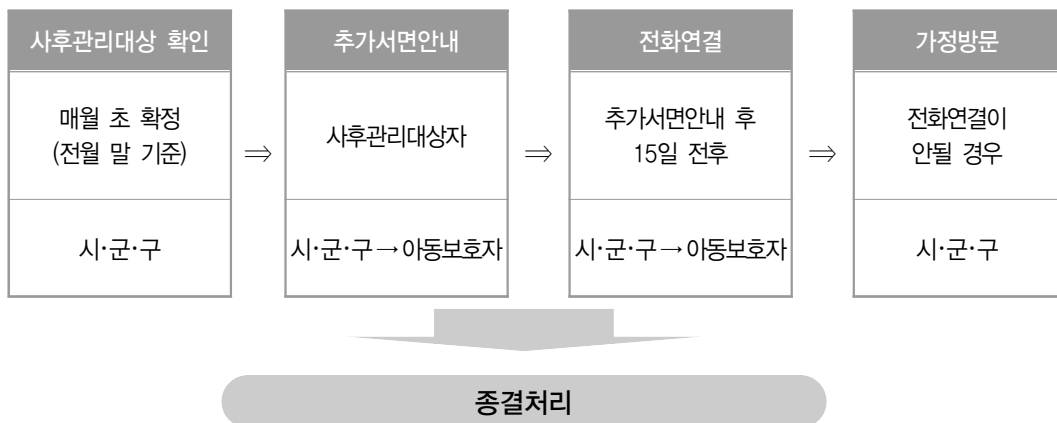 사후관리대상 확인
매월 초 확정
(전월 말 기준)
시·군·구
⇒
추가서면안내
사후관리대상자
시·군·구→아동보호자
⇒
전화연결
추가서면안내 후
15일 전후
시·군·구→아동보호자
⇒
가정방문
전화연결이
안될 경우
시·군·구
종결처리